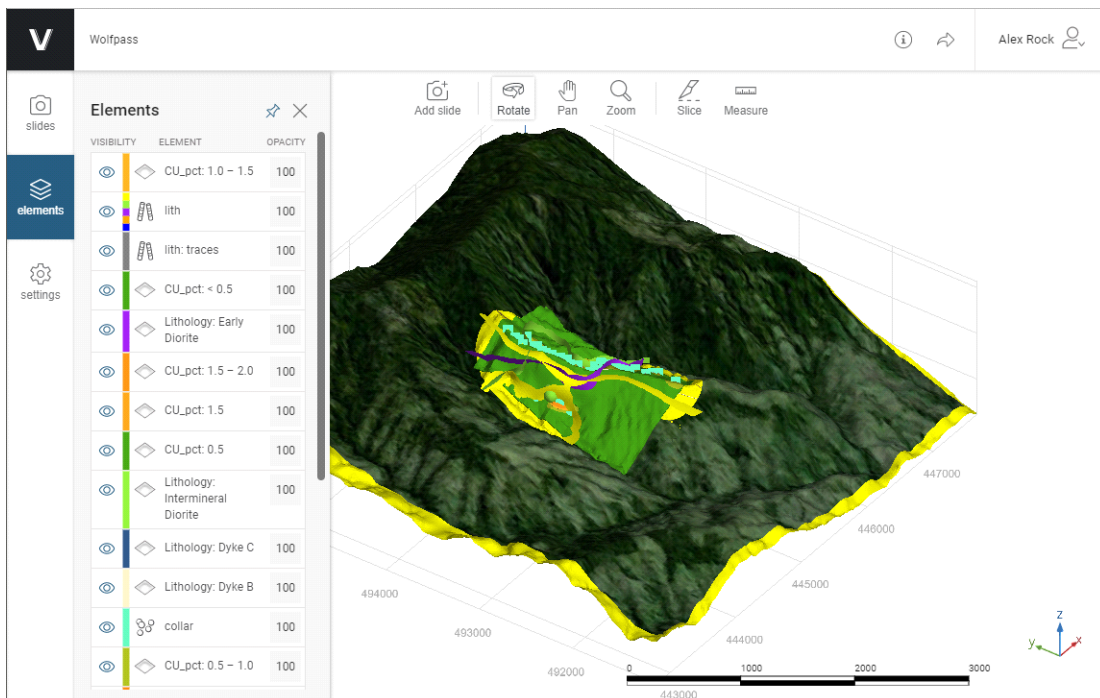 V
Wolfpass
Alex Rock
slides
elements
settings
Elements
VISIBILITY ELEMENT OPACITY
CU_pct: 1.0 – 1.5 100
lith 100
lith: traces 100
CU_pct: < 0.5 100
Lithology: Early
Diorite
100
CU_pct: 1.5 – 2.0 100
CU_pct: 1.5 100
CU_pct: 0.5 100
Lithology:
Intermineral
Diorite
100
Lithology: Dyke C 100
Lithology: Dyke B 100
collar 100
CU_pct: 0.5 – 1.0 100
Add slide Rotate Pan Zoom Slice Measure
447000
446000
445000
444000
443000
494000
493000
492000
0 1000 2000 3000
z
y x